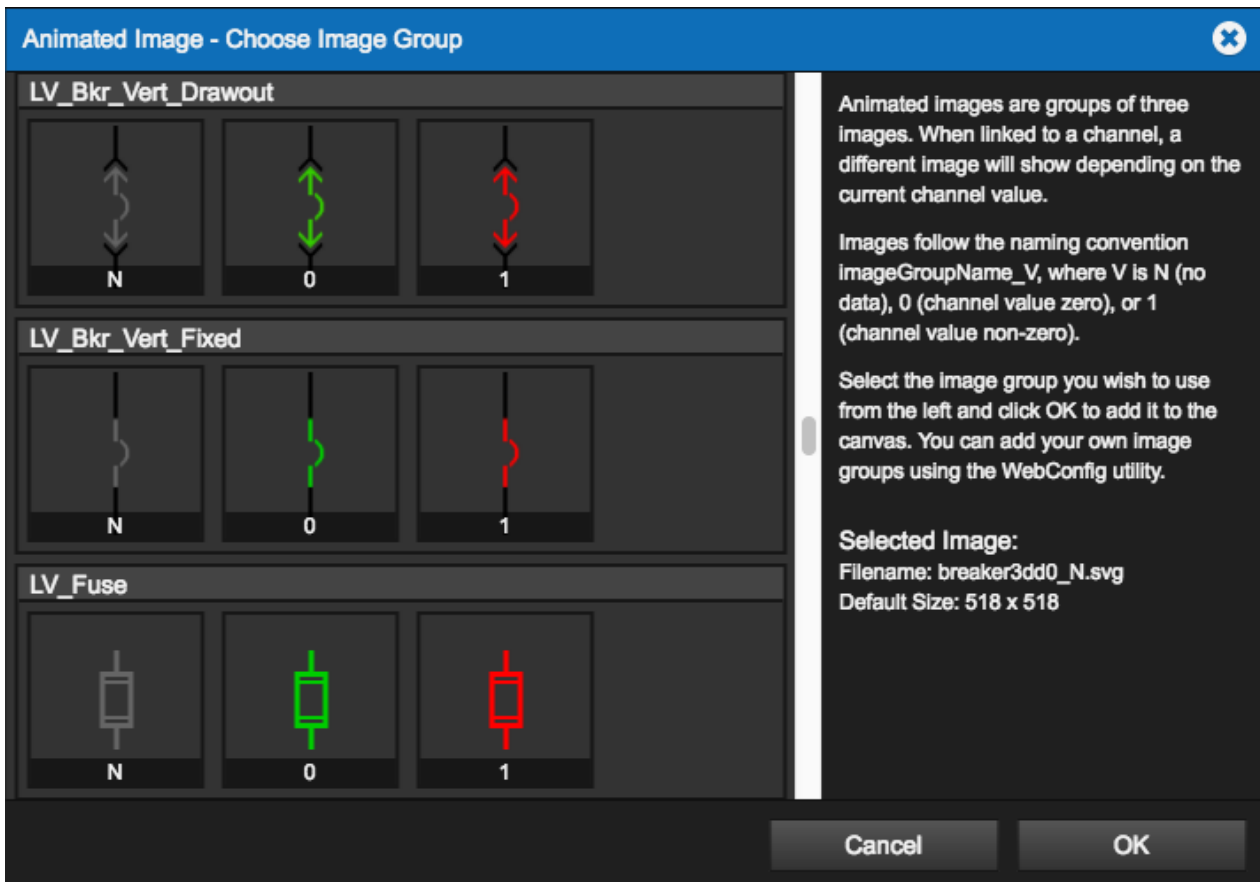 Animated Image - Choose Image Group
LV_Bkr_Vert_Drawout
N 0 1
LV_Bkr_Vert_Fixed
N 0 1
LV_Fuse
N 0 1
Animated images are groups of three
images. When linked to a channel, a
different image will show depending on the
current channel value.
Images follow the naming convention
imageGroupName_V, where V is N (no
data), 0 (channel value zero), or 1
(channel value non-zero).
Select the image group you wish to use
from the left and click OK to add it to the
canvas. You can add your own image
groups using the WebConfig utility.
Selected Image:
Filename: breaker3dd0_N.svg
Default Size: 518 x 518
Cancel OK